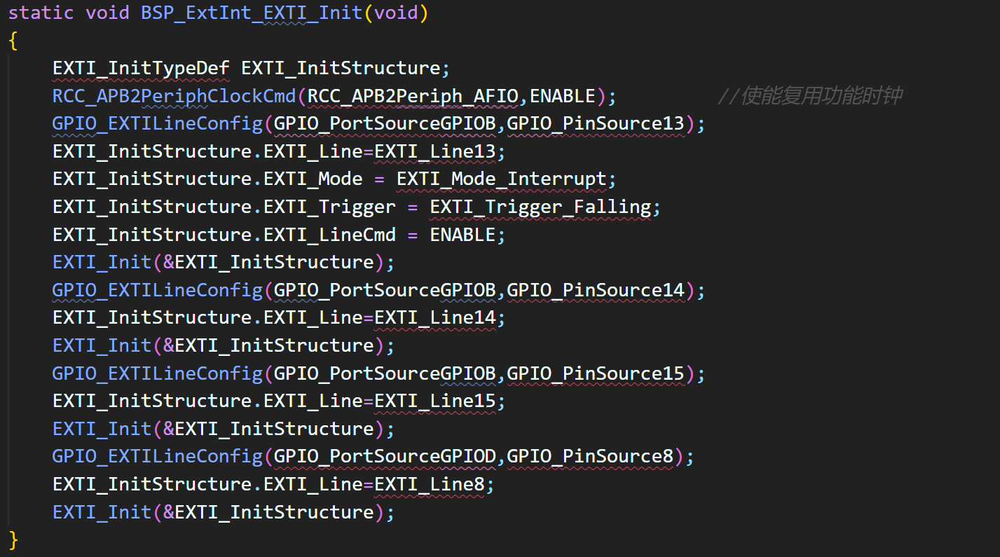 static void BSP_ExtInt_EXTI_Init(void)
{
    EXTI_InitTypeDef EXTI_InitStructure;
    RCC_APB2PeriphClockCmd(RCC_APB2Periph_AFIO,ENABLE);         //使能复用功能时钟
    GPIO_EXTILineConfig(GPIO_PortSourceGPIOB,GPIO_PinSource13);
    EXTI_InitStructure.EXTI_Line=EXTI_Line13;
    EXTI_InitStructure.EXTI_Mode = EXTI_Mode_Interrupt;
    EXTI_InitStructure.EXTI_Trigger = EXTI_Trigger_Falling;
    EXTI_InitStructure.EXTI_LineCmd = ENABLE;
    EXTI_Init(&EXTI_InitStructure);
    GPIO_EXTILineConfig(GPIO_PortSourceGPIOB,GPIO_PinSource14);
    EXTI_InitStructure.EXTI_Line=EXTI_Line14;
    EXTI_Init(&EXTI_InitStructure);
    GPIO_EXTILineConfig(GPIO_PortSourceGPIOB,GPIO_PinSource15);
    EXTI_InitStructure.EXTI_Line=EXTI_Line15;
    EXTI_Init(&EXTI_InitStructure);
    GPIO_EXTILineConfig(GPIO_PortSourceGPIOD,GPIO_PinSource8);
    EXTI_InitStructure.EXTI_Line=EXTI_Line8;
    EXTI_Init(&EXTI_InitStructure);
}